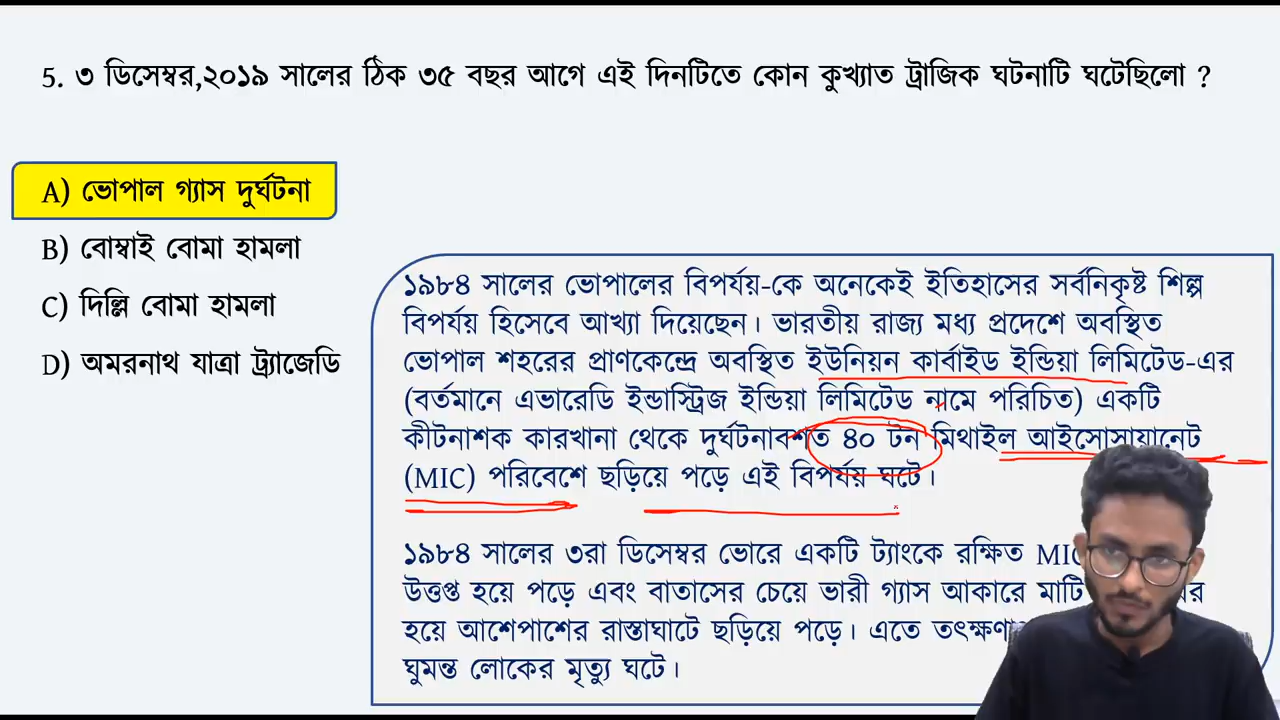 5. ৩ ডিসেম্বর,২০১৯ সালের ঠিক ৩৫ বছর আগে এই দিনটিতে কোন কুখ্যাত ট্রাজিক ঘটনাটি ঘটেছিলো ?
A) ভোপাল গ্যাস দুর্ঘটনা
B) বোম্বাই বোমা হামলা
C) দিল্লি বোমা হামলা
D) অমরনাথ যাত্রা ট্র্যাজেডি
১৯৮৪ সালের ভোপালের বিপর্যয়-কে অনেকেই ইতিহাসের সর্বনিকৃষ্ট শিল্প
বিপর্যয় হিসেবে আখ্যা দিয়েছেন। ভারতীয় রাজ্য মধ্য প্রদেশে অবস্থিত
ভোপাল শহরের প্রাণকেন্দ্রে অবস্থিত ইউনিয়ন কার্বাইড ইন্ডিয়া লিমিটেড-এর
(বর্তমানে এভারেডি ইন্ডাস্ট্রিজ ইন্ডিয়া লিমিটেড নামে পরিচিত) একটি
কীটনাশক কারখানা থেকে দুর্ঘটনাবশত ৪০ টন মিথাইল আইসোসায়ানেট
(MIC) পরিবেশে ছড়িয়ে পড়ে এই বিপর্যয় ঘটে।
১৯৮৪ সালের ৩রা ডিসেম্বর ভোরে একটি ট্যাংকে রক্ষিত
উত্তপ্ত হয়ে পড়ে এবং বাতাসের চেয়ে ভারী গ্যাস আকারে
হয়ে আশেপাশের রাস্তাঘাটে ছড়িয়ে পড়ে। এতে
ঘুমন্ত লোকের মৃত্যু ঘটে।